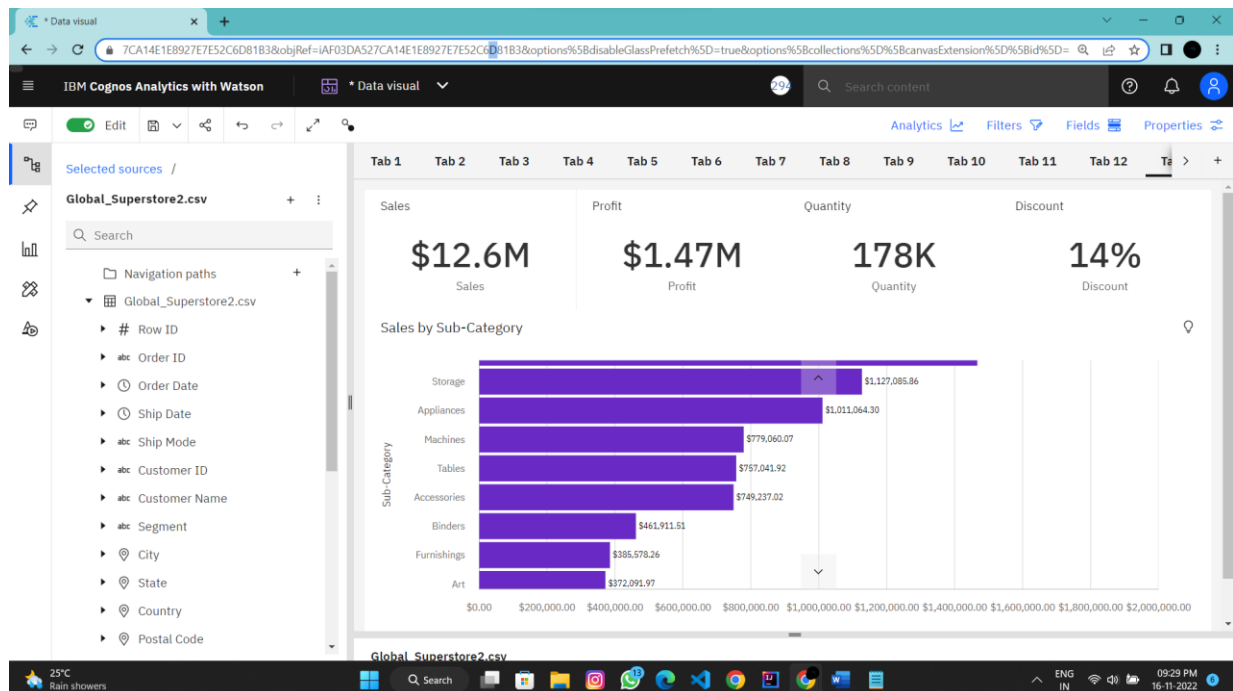 * Data visual
7CA14E1E8927E7E52C6D81B3&objRef=iAF03DA527CA14E1E8927E7E52C6D81B3&options%5BdisableGlassPrefetch%5D=true&options%5Bcollections%5D%5BcanvasExtension%5D%5Bid%5D=
IBM Cognos Analytics with Watson
* Data visual
294
Search content
Edit
Analytics
Filters
Fields
Properties
Selected sources /
Tab 1 Tab 2 Tab 3 Tab 4 Tab 5 Tab 6 Tab 7 Tab 8 Tab 9 Tab 10 Tab 11 Tab 12 Ta
Global_Superstore2.csv
Search
Navigation paths
Global_Superstore2.csv
# Row ID
abc Order ID
Order Date
Ship Date
abc Ship Mode
abc Customer ID
abc Customer Name
abc Segment
City
State
Country
Postal Code
Sales Profit Quantity Discount
$12.6M $1.47M 178K 14%
Sales Profit Quantity Discount
Sales by Sub-Category
Sub-Category
Storage $1,127,085.86
Appliances $1,011,064.30
Machines $779,060.07
Tables $757,041.92
Accessories $749,237.02
Binders $461,911.51
Furnishings $385,578.26
Art $372,091.97
$0.00 $200,000.00 $400,000.00 $600,000.00 $800,000.00 $1,000,000.00 $1,200,000.00 $1,400,000.00 $1,600,000.00 $1,800,000.00 $2,000,000.00
Global_Superstore2.csv
25°C
Rain showers
Search
13
ENG
IN
09:29 PM
16-11-2022
6